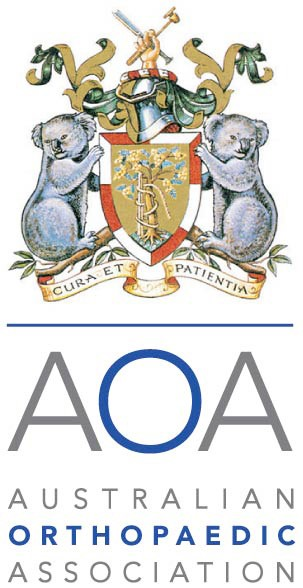 CURA ET PATIENTIA
AOA
AUSTRALIAN
ORTHOPAEDIC
ASSOCIATION